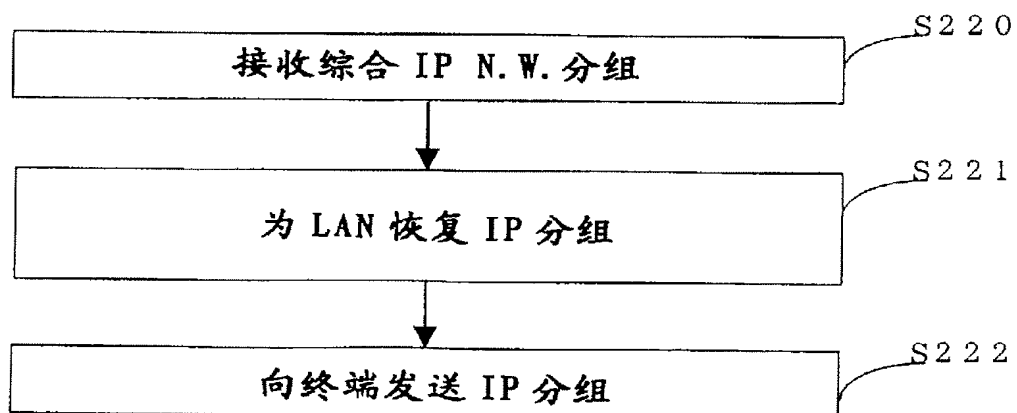 S220
接收综合 IP N.W.分组
S221
为 LAN 恢复 IP 分组
S222
向终端发送 IP 分组